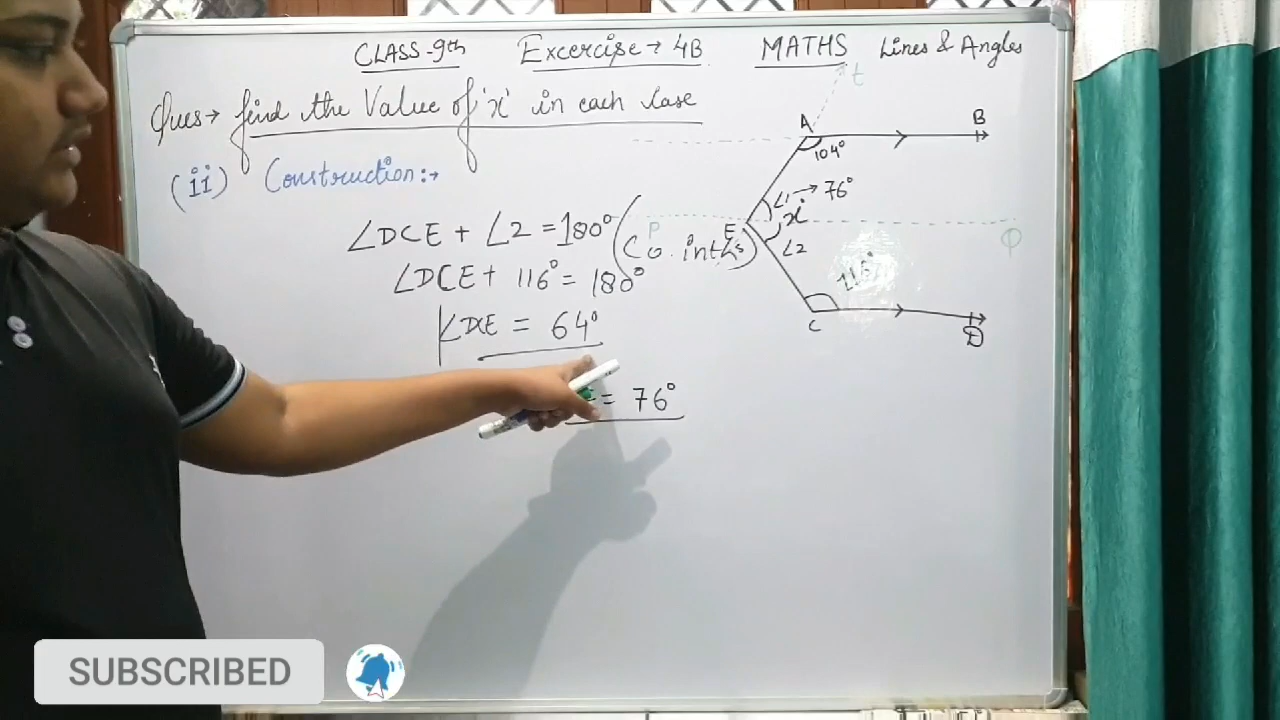 CLASS-9th Excercise → 4B MATHS Lines & Angles
Ques → find the Value of 'x' in each case
(ii) Construction:→
∠DCE + ∠2 = 180° (Co. int ∠s)
∠DCE + 116° = 180°
∠DCE = 64°
= 76°
t
A
B
104°
∠1 → 76°
x
P
E
Q
∠2
116°
C
D
SUBSCRIBED